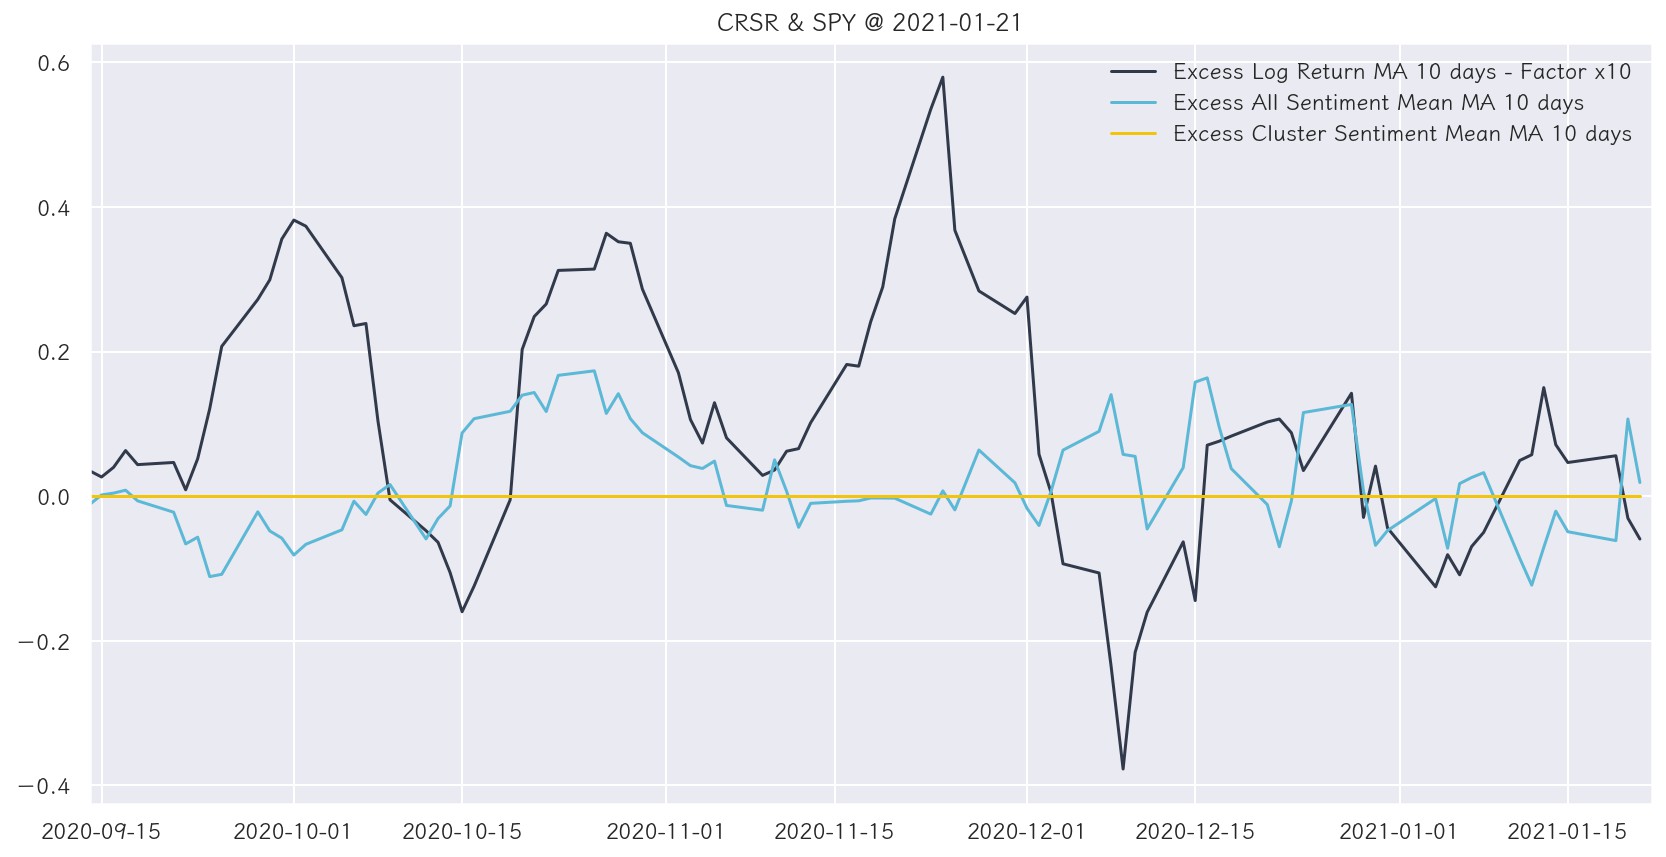 CRSR & SPY @ 2021-01-21
Excess Log Return MA 10 days - Factor x10
Excess All Sentiment Mean MA 10 days
Excess Cluster Sentiment Mean MA 10 days
0.6
0.4
0.2
0.0
−0.2
−0.4
2020-09-15 2020-10-01 2020-10-15 2020-11-01 2020-11-15 2020-12-01 2020-12-15 2021-01-01 2021-01-15